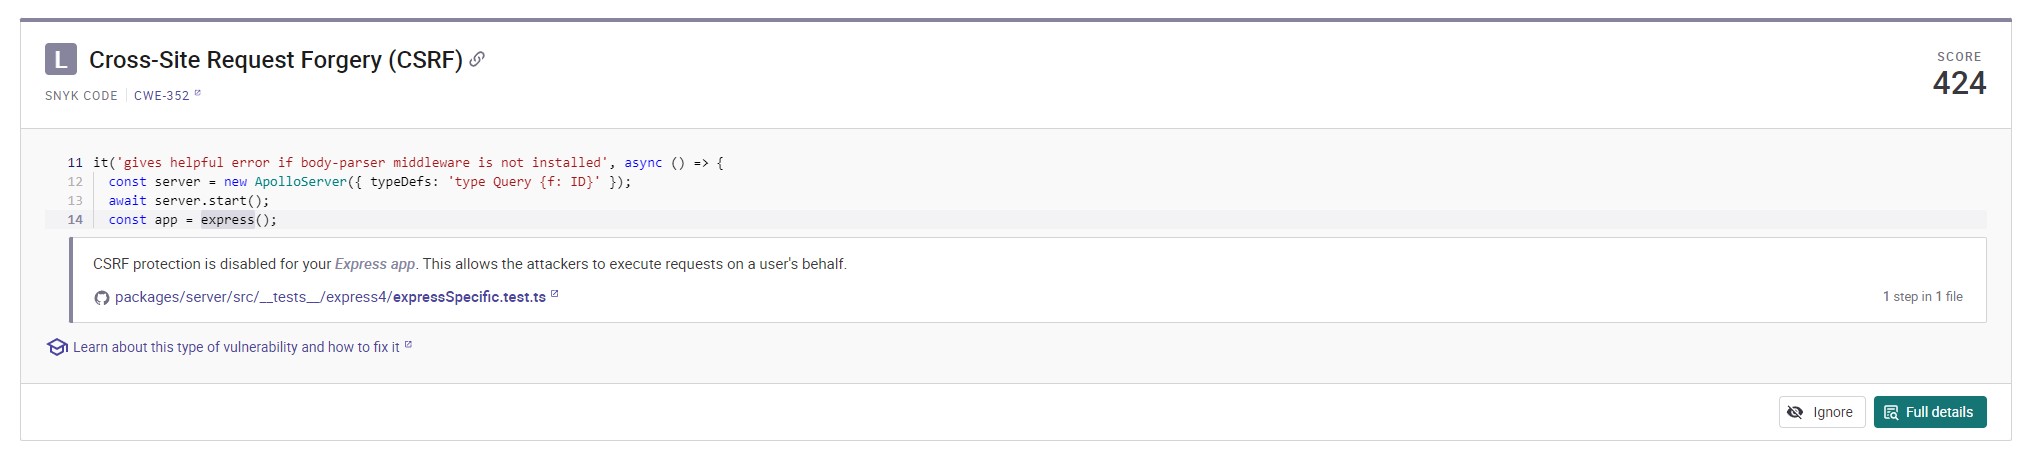 L Cross-Site Request Forgery (CSRF)
SCORE
424
SNYK CODE CWE-352
11 it('gives helpful error if body-parser middleware is not installed', async () => {
12 const server = new ApolloServer({ typeDefs: 'type Query {f: ID}' });
13 await server.start();
14 const app = express();
CSRF protection is disabled for your Express app. This allows the attackers to execute requests on a user's behalf.
packages/server/src/__tests__/express4/expressSpecific.test.ts 1 step in 1 file
Learn about this type of vulnerability and how to fix it
Ignore Full details